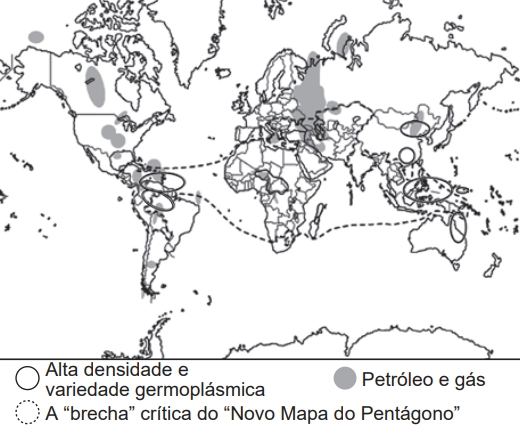 Alta densidade e
variedade germoplásmica
Petróleo e gás
A “brecha” crítica do “Novo Mapa do Pentágono”